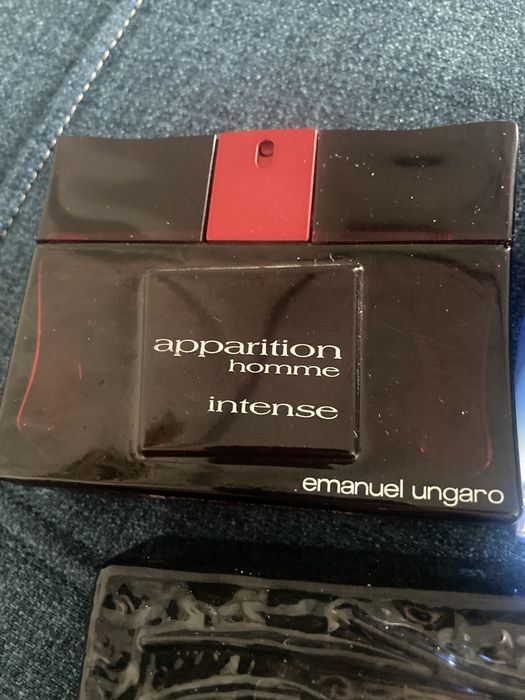 apparition
homme
intense
emanuel ungaro